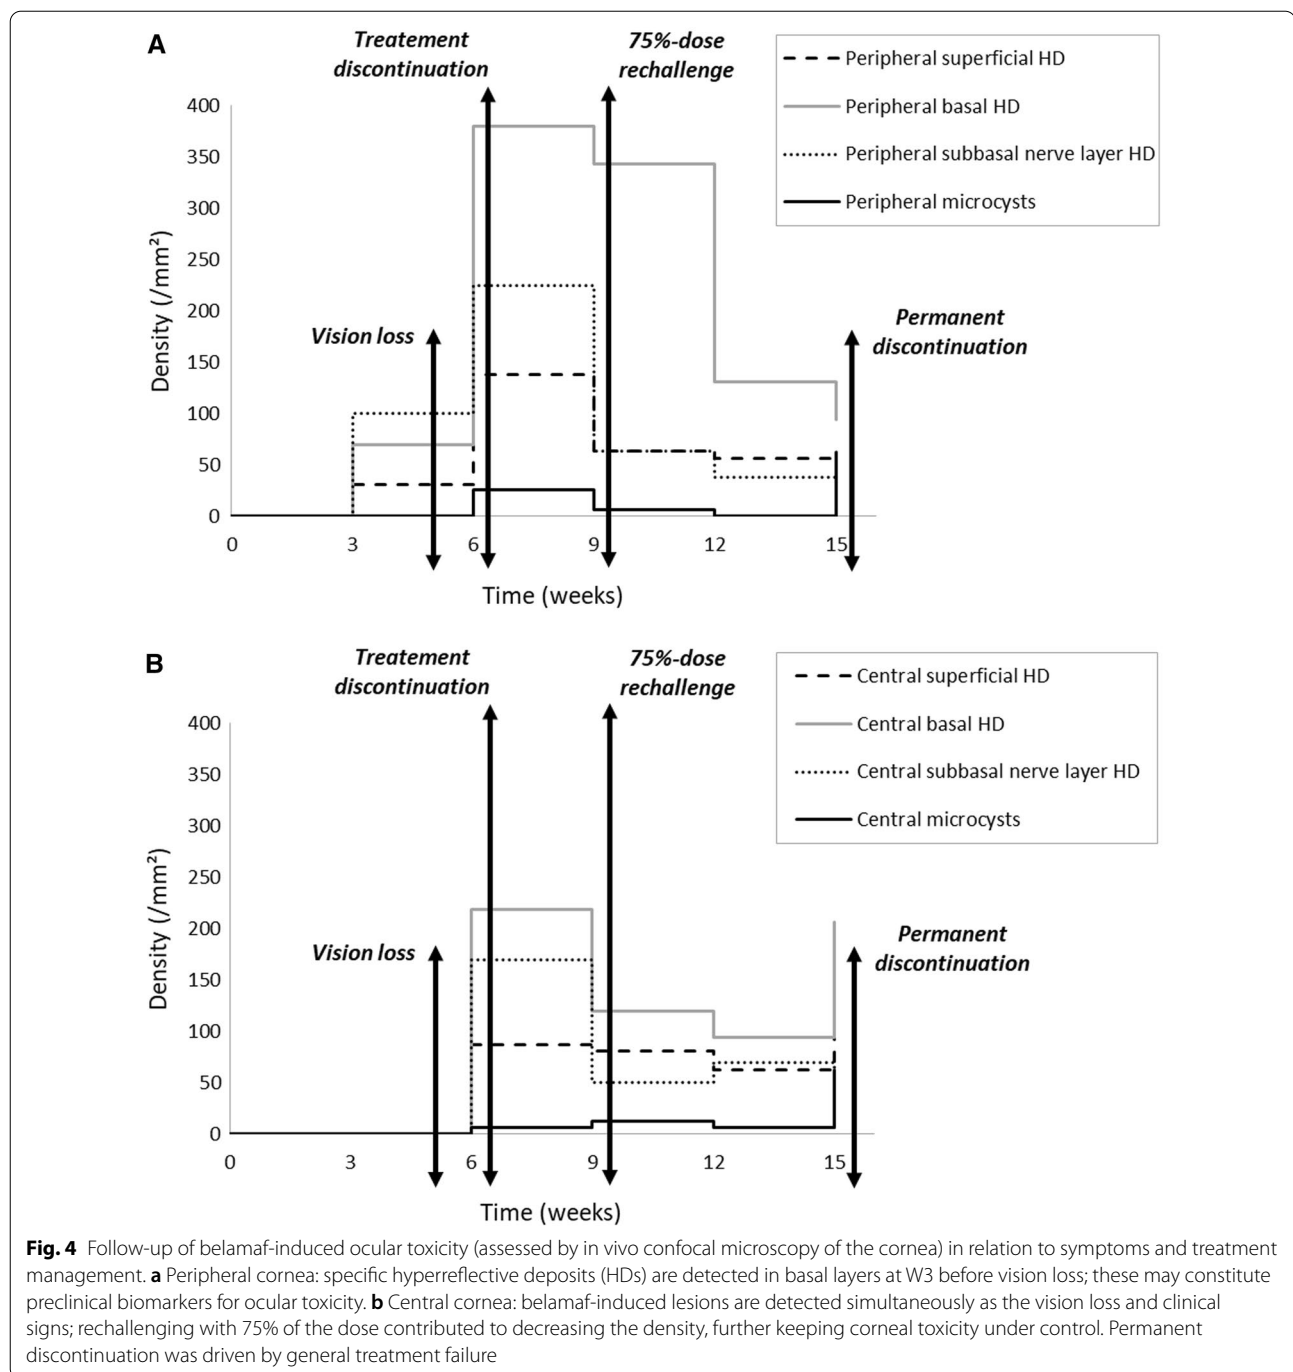 A
Treatement
discontinuation
75%-dose
rechallenge
Peripheral superficial HD
Peripheral basal HD
Peripheral subbasal nerve layer HD
Peripheral microcysts
Density (/mm²)
400
350
300
250
200
150
100
50
0
Vision loss
Permanent
discontinuation
0 3 6 9 12 15
Time (weeks)
B
Treatement
discontinuation
75%-dose
rechallenge
Central superficial HD
Central basal HD
Central subbasal nerve layer HD
Central microcysts
Density (/mm²)
400
350
300
250
200
150
100
50
0
Vision loss
Permanent
discontinuation
0 3 6 9 12 15
Time (weeks)
Fig. 4 Follow-up of belamaf-induced ocular toxicity (assessed by in vivo confocal microscopy of the cornea) in relation to symptoms and treatment
management. a Peripheral cornea: specific hyperreflective deposits (HDs) are detected in basal layers at W3 before vision loss; these may constitute
preclinical biomarkers for ocular toxicity. b Central cornea: belamaf-induced lesions are detected simultaneously as the vision loss and clinical
signs; rechallenging with 75% of the dose contributed to decreasing the density, further keeping corneal toxicity under control. Permanent
discontinuation was driven by general treatment failure